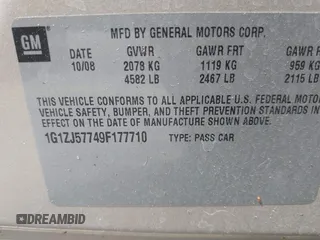 GM
MFD BY GENERAL MOTORS CORP.
DATE GVWR GAWR FRT GAWR R
10/08 2078 KG 1119 KG 959 KG
4582 LB 2467 LB 2115 LB
THIS VEHICLE CONFORMS TO ALL APPLICABLE U.S. FEDERAL MOTOR
VEHICLE SAFETY, BUMPER, AND THEFT PREVENTION STANDARDS IN
EFFECT ON THE DATE OF MANUFACTURE SHOWN ABOVE.
1G1ZJ57749F177710 TYPE: PASS CAR
DREAMBID